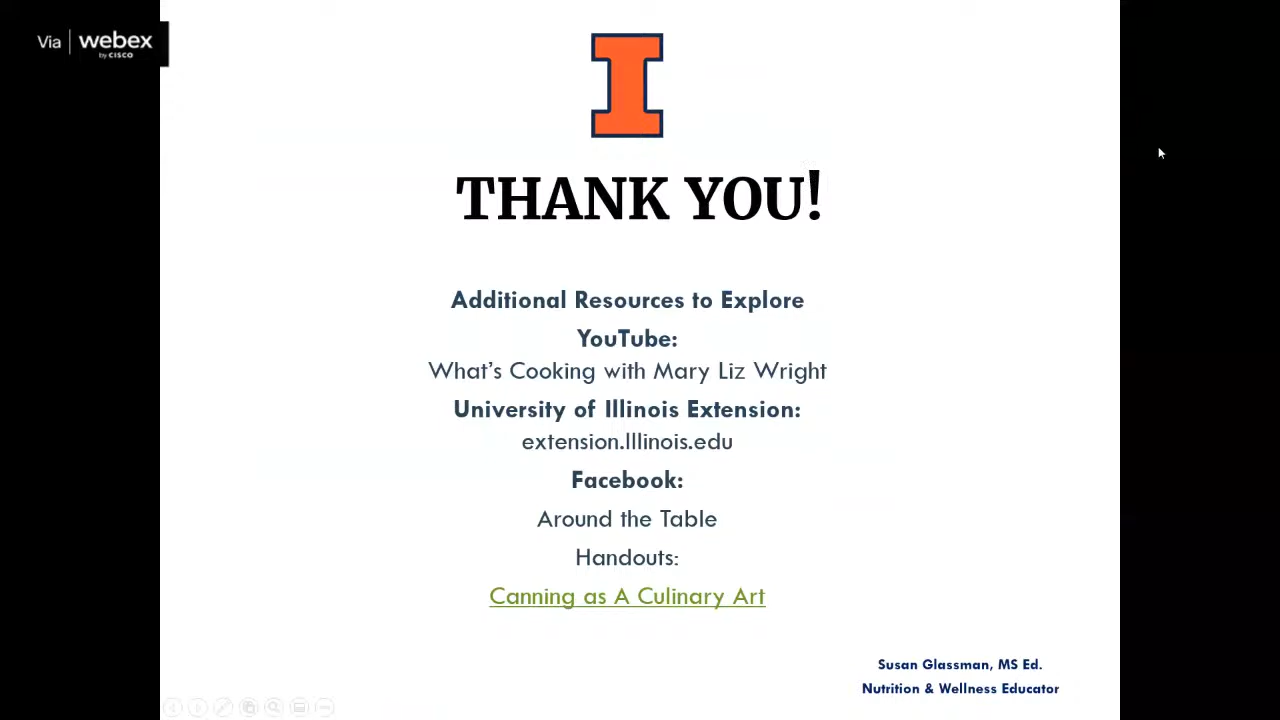 Via webex
by CISCO
I
THANK YOU!
Additional Resources to Explore
YouTube:
What's Cooking with Mary Liz Wright
University of Illinois Extension:
extension.Illinois.edu
Facebook:
Around the Table
Handouts:
Canning as A Culinary Art
Susan Glassman, MS Ed.
Nutrition & Wellness Educator